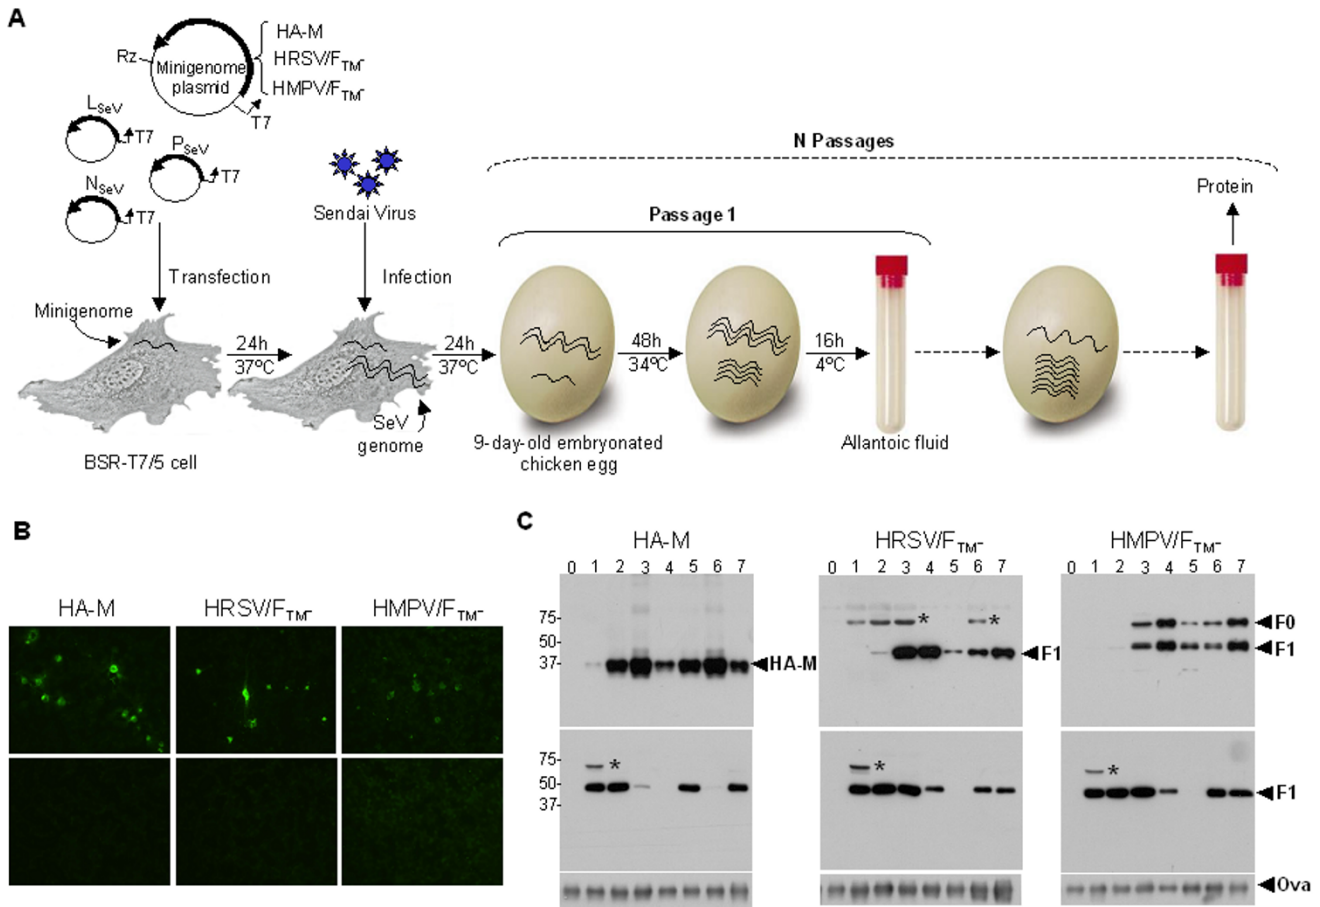 A
HA-M
HRSV/FTM-
HMPV/FTM-
Rz
Minigenome
plasmid
T7
LSeV
T7
PSeV
T7
NSeV
T7
Transfection
Sendai Virus
Infection
N Passages
Passage 1
Protein
Minigenome
24h
37ºC
24h
37ºC
48h
34ºC
16h
4ºC
SeV
genome
BSR-T7/5 cell
9-day-old embryonated
chicken egg
Allantoic fluid
B
HA-M HRSV/FTM- HMPV/FTM-
C
HA-M HRSV/FTM- HMPV/FTM-
0 1 2 3 4 5 6 7 0 1 2 3 4 5 6 7 0 1 2 3 4 5 6 7
75-
50-
37-
HA-M
* *
F1
F0
F1
75-
50-
37-
* * *
F1
Ova